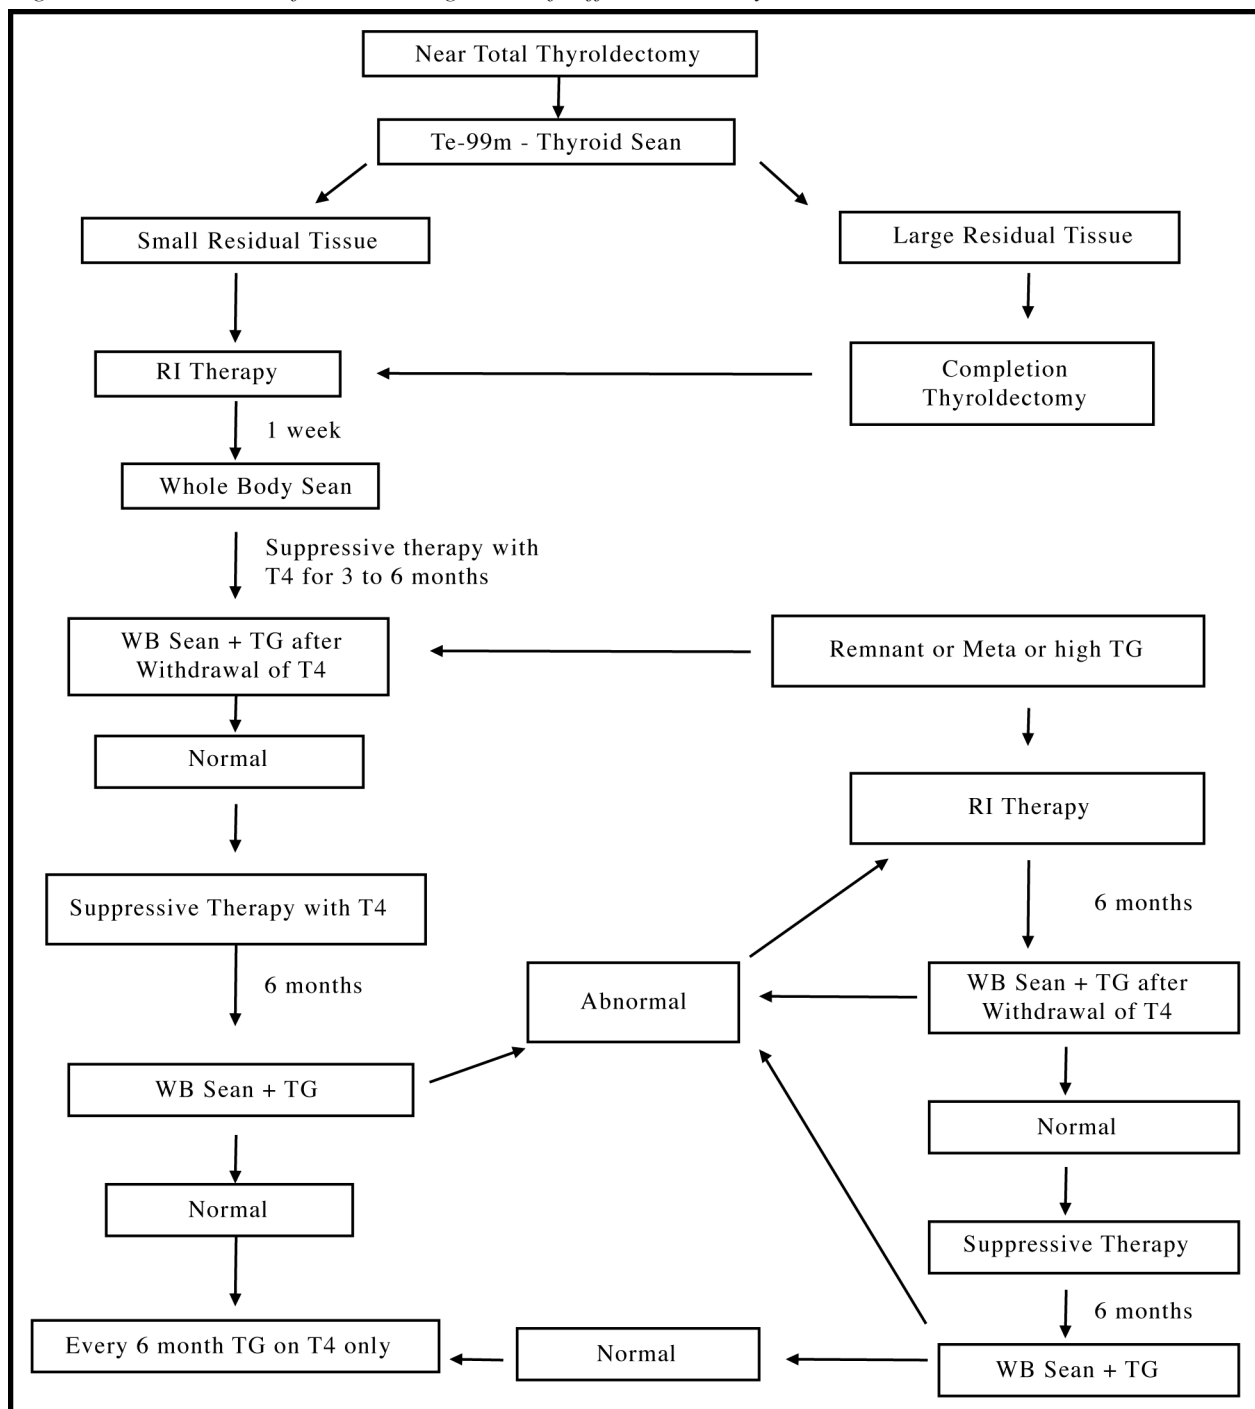 Near Total Thyroldectomy
Te-99m - Thyroid Sean
Small Residual Tissue
Large Residual Tissue
RI Therapy
Completion
Thyroldectomy
1 week
Whole Body Sean
Suppressive therapy with
T4 for 3 to 6 months
WB Sean + TG after
Withdrawal of T4
Remnant or Meta or high TG
Normal
RI Therapy
Suppressive Therapy with T4
6 months
6 months
Abnormal
WB Sean + TG after
Withdrawal of T4
WB Sean + TG
Normal
Normal
Suppressive Therapy
6 months
Every 6 month TG on T4 only
Normal
WB Sean + TG